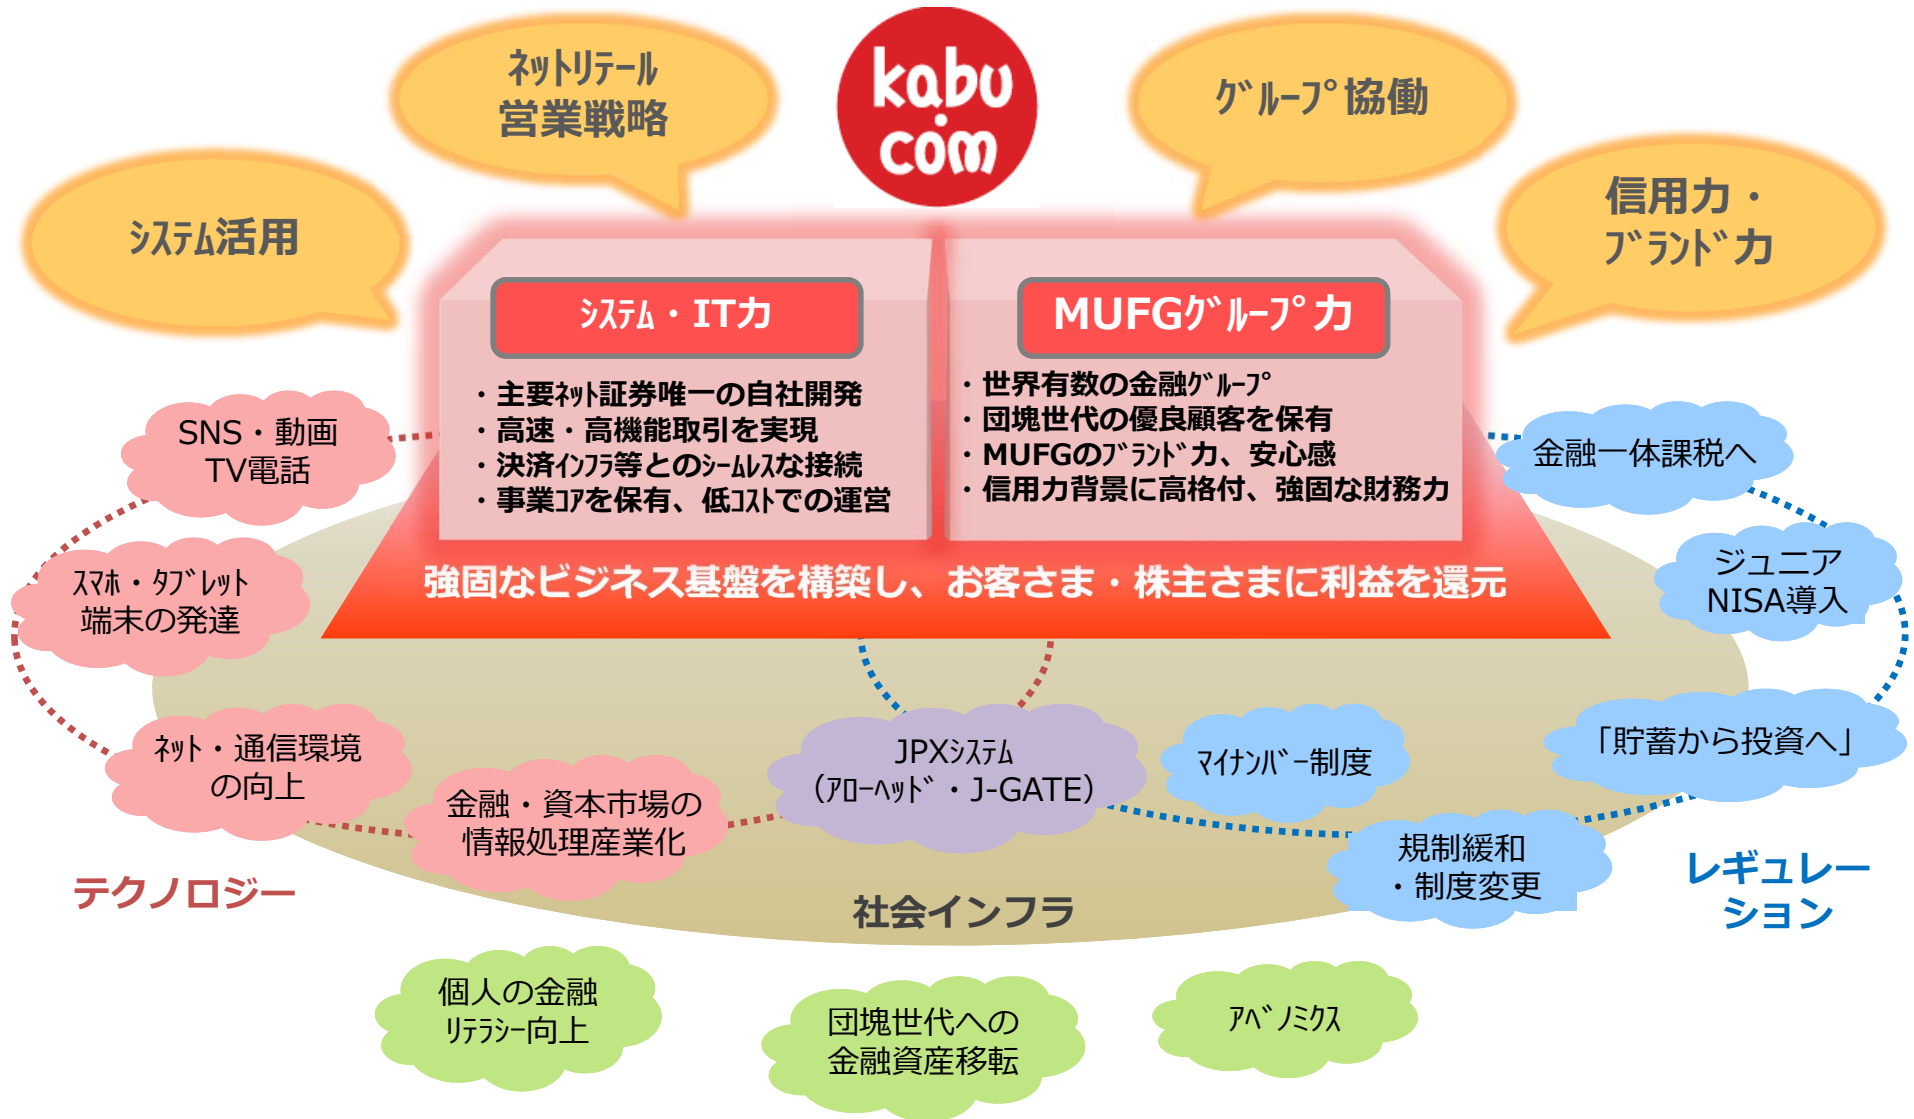 ﾈｯﾄﾘﾃｰﾙ
営業戦略
kabu
.com
ｸﾞﾙｰﾌﾟ協働
ｼｽﾃﾑ活用
信用力・
ﾌﾞﾗﾝﾄﾞ力
ｼｽﾃﾑ・IT力
・主要ﾈｯﾄ証券唯一の自社開発
・高速・高機能取引を実現
・決済ｲﾝﾌﾗ等とのｼｰﾑﾚｽな接続
・事業ｺｱを保有、低ｺｽﾄでの運営
MUFGｸﾞﾙｰﾌﾟ力
・世界有数の金融ｸﾞﾙｰﾌﾟ
・団塊世代の優良顧客を保有
・MUFGのﾌﾞﾗﾝﾄﾞ力、安心感
・信用力背景に高格付、強固な財務力
強固なビジネス基盤を構築し、お客さま・株主さまに利益を還元
SNS・動画
TV電話
ｽﾏﾎ・ﾀﾌﾞﾚｯﾄ
端末の発達
ﾈｯﾄ・通信環境
の向上
金融・資本市場の
情報処理産業化
テクノロジー
JPXｼｽﾃﾑ
（ｱﾛｰﾍｯﾄﾞ・J-GATE）
社会インフラ
金融一体課税へ
ジュニア
NISA導入
「貯蓄から投資へ」
ﾏｲﾅﾝﾊﾞｰ制度
規制緩和
・制度変更
レギュレー
ション
個人の金融
ﾘﾃﾗｼｰ向上
団塊世代への
金融資産移転
ｱﾍﾞﾉﾐｸｽ